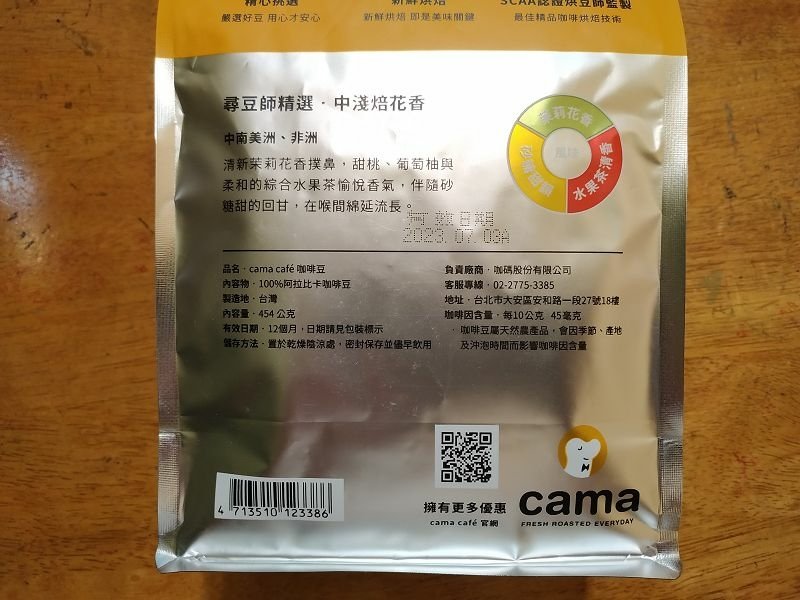 精心挑選
嚴選好豆 用心才安心
新鮮烘焙
新鮮烘焙 即是美味關鍵
SCAA認證烘豆師監製
最佳精品咖啡烘焙技術
尋豆師精選．中淺焙花香
中南美洲、非洲
清新茉莉花香撲鼻，甜桃、葡萄柚與
柔和的綜合水果茶愉悅香氣，伴隨砂
糖甜的回甘，在喉間綿延流長。
茉莉花香
風味
水果茶清香
有效日期
2023.07.03A
品名．cama café 咖啡豆
內容物．100%阿拉比卡咖啡豆
製造地．台灣
內容量．454 公克
有效日期．12個月，日期請見包裝標示
儲存方法．置於乾燥陰涼處，密封保存並儘早飲用
負責廠商．咖碼股份有限公司
客服專線．02-2775-3385
地址．台北市大安區安和路一段27號18樓
咖啡因含量．每10公克 45毫克
．咖啡豆屬天然農產品，會因季節、產地
及沖泡時間而影響咖啡因含量
4 713510 123386
擁有更多優惠
cama café 官網
cama
FRESH ROASTED EVERYDAY